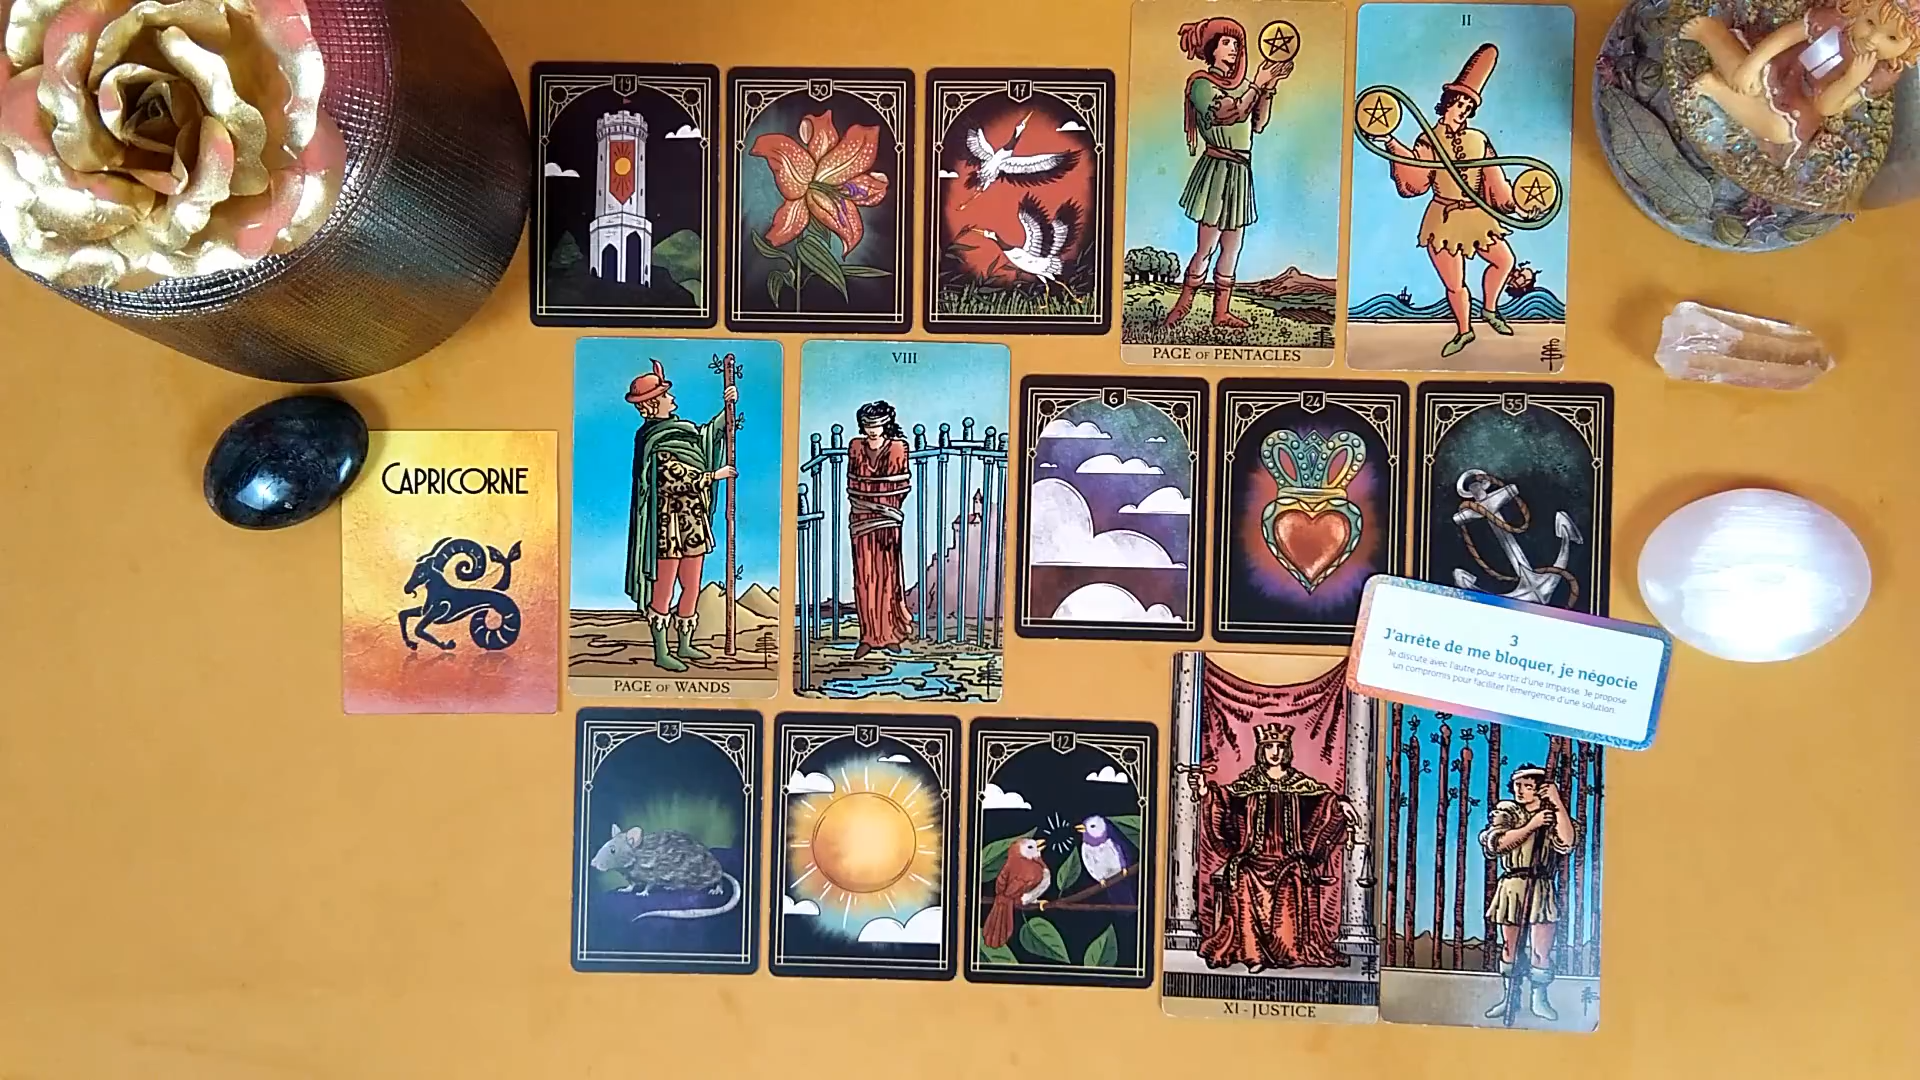 19
30
17
PAGE OF PENTACLES
II
CAPRICORNE
PAGE OF WANDS
VIII
6
24
35
3
J'arrête de me bloquer, je négocie
Je discute avec l'autre pour sortir d'une impasse. Je propose
un compromis pour faciliter l'émergence d'une solution.
23
31
12
XI - JUSTICE